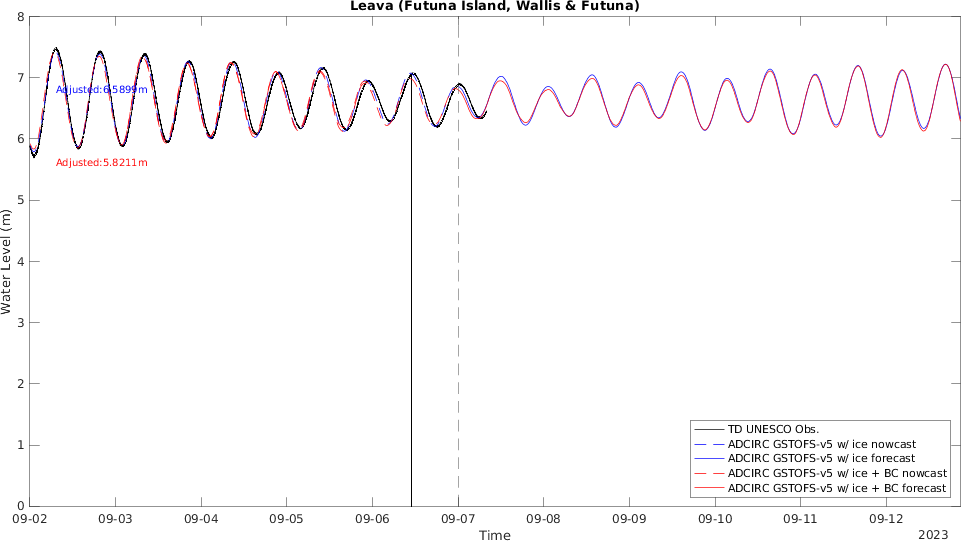 Leava (Futuna Island, Wallis & Futuna)
8
7
6
5
4
3
2
1
0
Water Level (m)
Adjusted:6.5899m
Adjusted:5.8211m
TD UNESCO Obs.
ADCIRC GSTOFS-v5 w/ ice nowcast
ADCIRC GSTOFS-v5 w/ ice forecast
ADCIRC GSTOFS-v5 w/ ice + BC nowcast
ADCIRC GSTOFS-v5 w/ ice + BC forecast
09-02 09-03 09-04 09-05 09-06 09-07 09-08 09-09 09-10 09-11 09-12
Time
2023